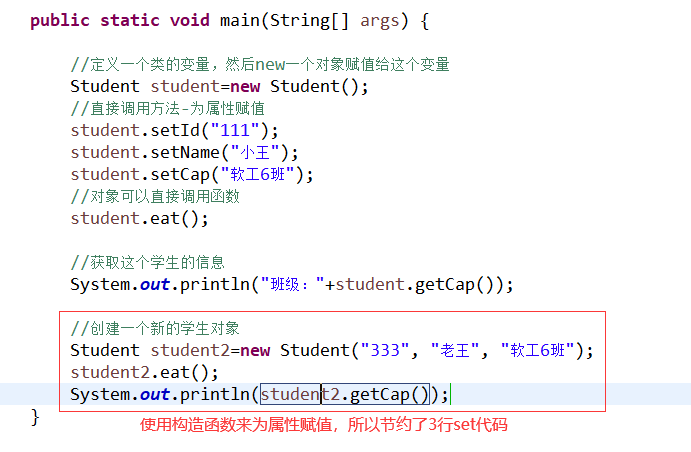 public static void main(String[] args) {
//定义一个类的变量，然后new一个对象赋值给这个变量
Student student=new Student();
//直接调用方法-为属性赋值
student.setId("111");
student.setName("小王");
student.setCap("软工6班");
//对象可以直接调用函数
student.eat();
//获取这个学生的信息
System.out.println("班级："+student.getCap());
//创建一个新的学生对象
Student student2=new Student("333", "老王", "软工6班");
student2.eat();
System.out.println(student2.getCap());
}
使用构造函数来为属性赋值，所以节约了3行set代码